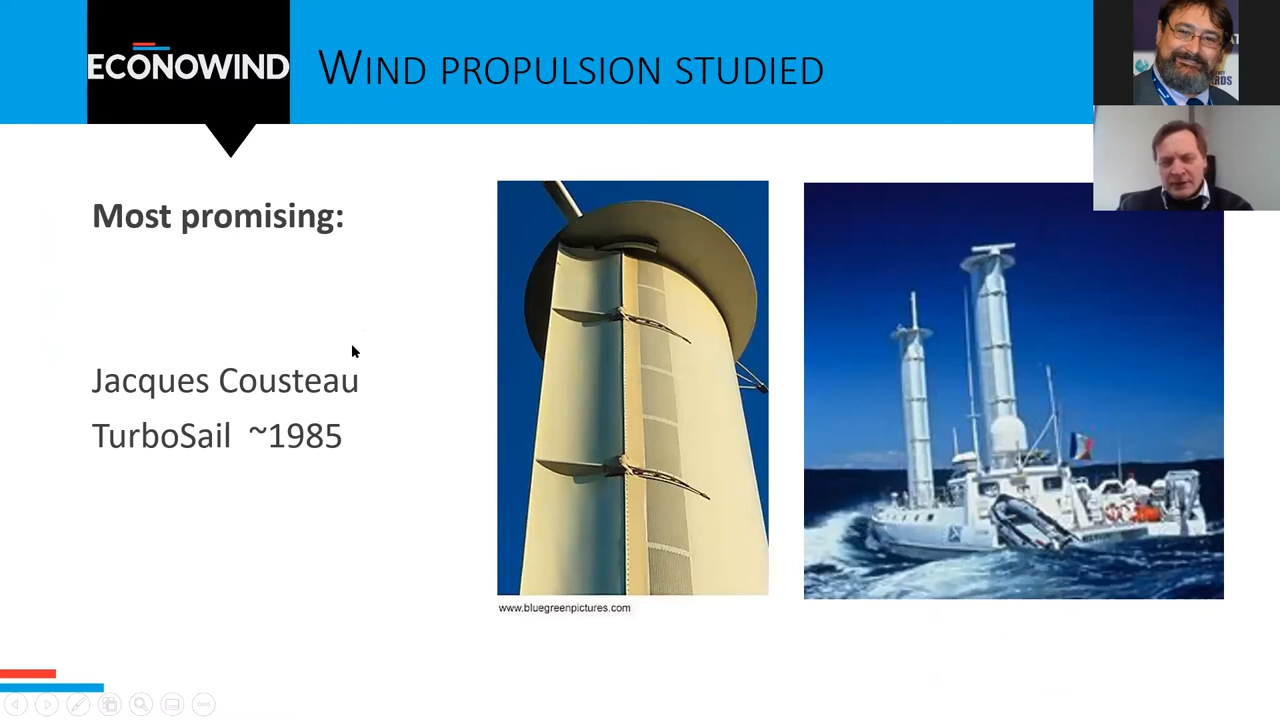 ECONOWIND
WIND PROPULSION STUDIED
Most promising:
Jacques Cousteau
TurboSail ~1985
www.bluegreenpictures.com